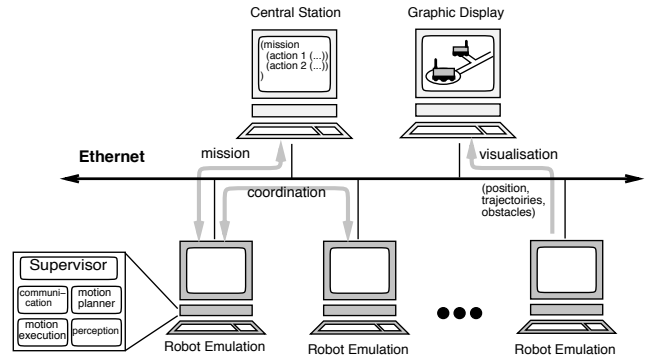 Central Station
Graphic Display
(mission
(action 1 (...))
(action 2 (...))
)
Ethernet
mission
visualisation
coordination
(position,
trajectoiries,
obstacles)
Supervisor
communi-
cation
motion
planner
motion
execution
perception
Robot Emulation
Robot Emulation
Robot Emulation